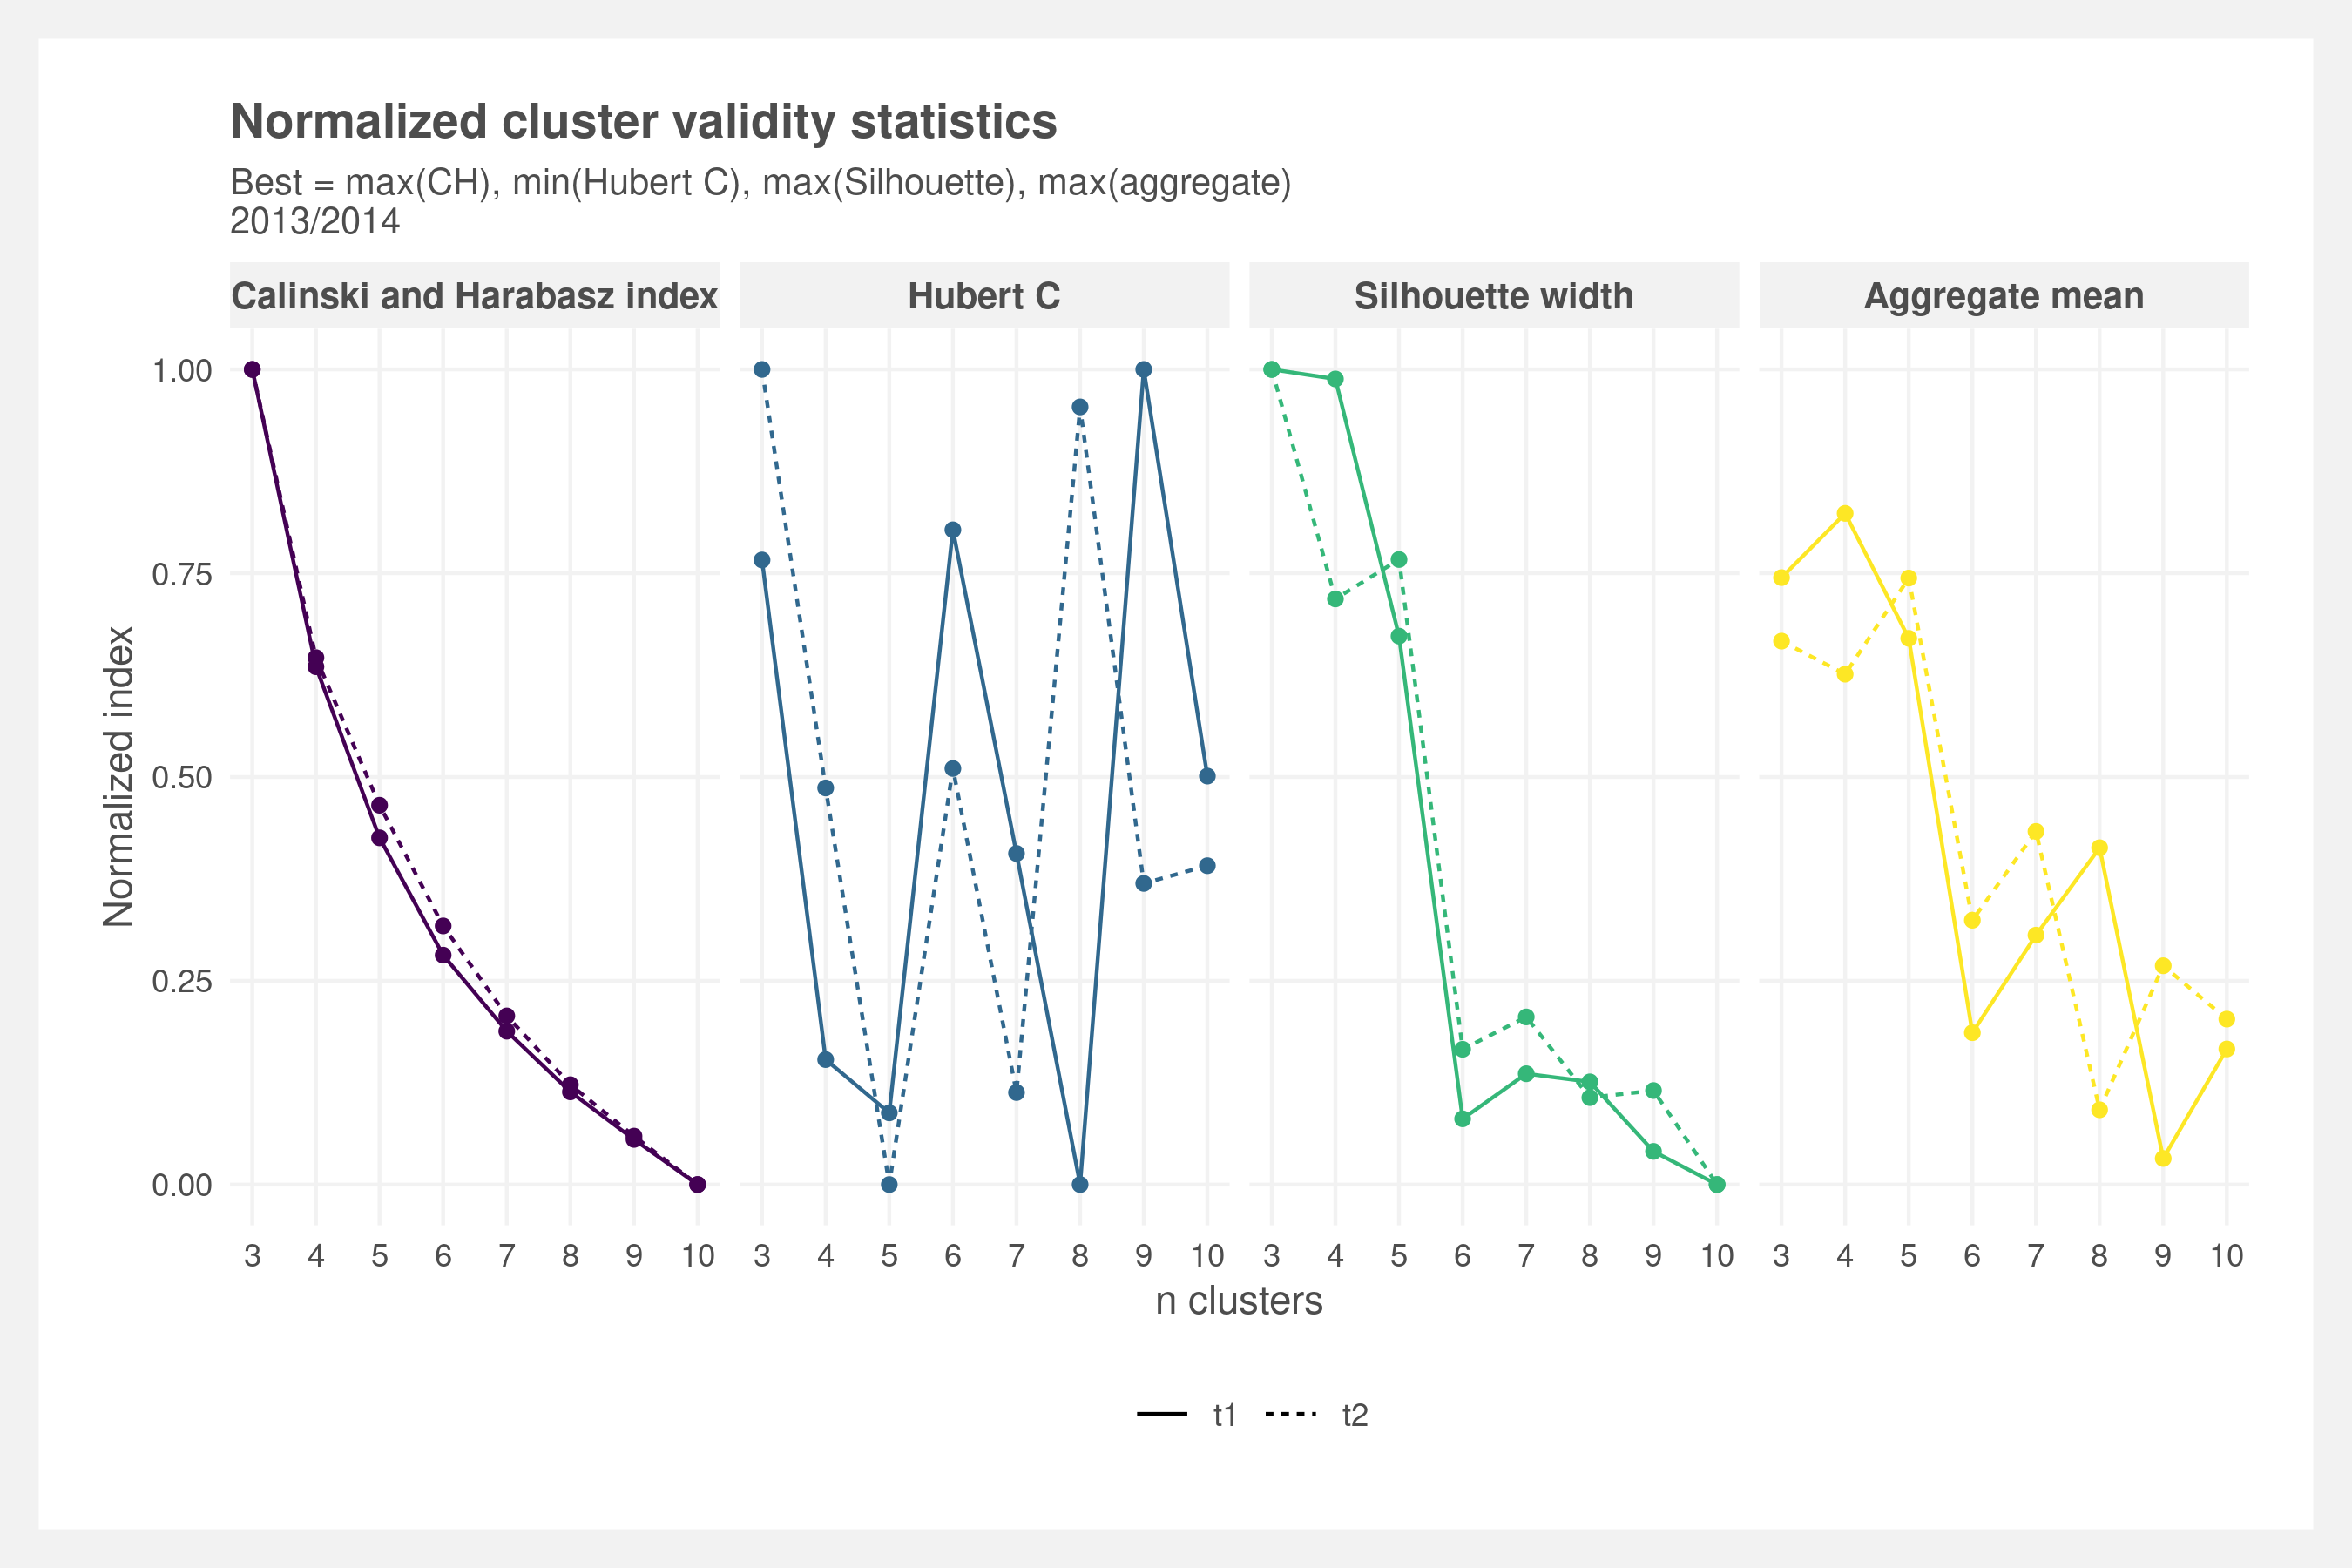 Normalized cluster validity statistics
Best = max(CH), min(Hubert C), max(Silhouette), max(aggregate)
2013/2014
Calinski and Harabasz index
Hubert C
Silhouette width
Aggregate mean
Normalized index
1.00
0.75
0.50
0.25
0.00
3 4 5 6 7 8 9 10
3 4 5 6 7 8 9 10
3 4 5 6 7 8 9 10
3 4 5 6 7 8 9 10
n clusters
t1
t2